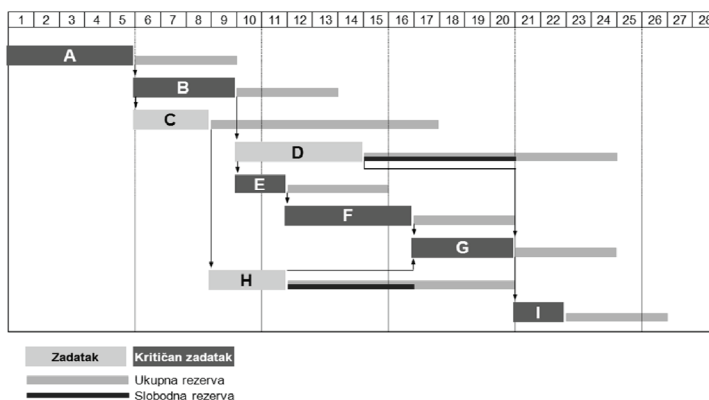 1 2 3 4 5 6 7 8 9 10 11 12 13 14 15 16 17 18 19 20 21 22 23 24 25 26 27 28
A
B
C
D
E
F
G
H
I
Zadatak Kritičan zadatak
Ukupna rezerva
Slobodna rezerva